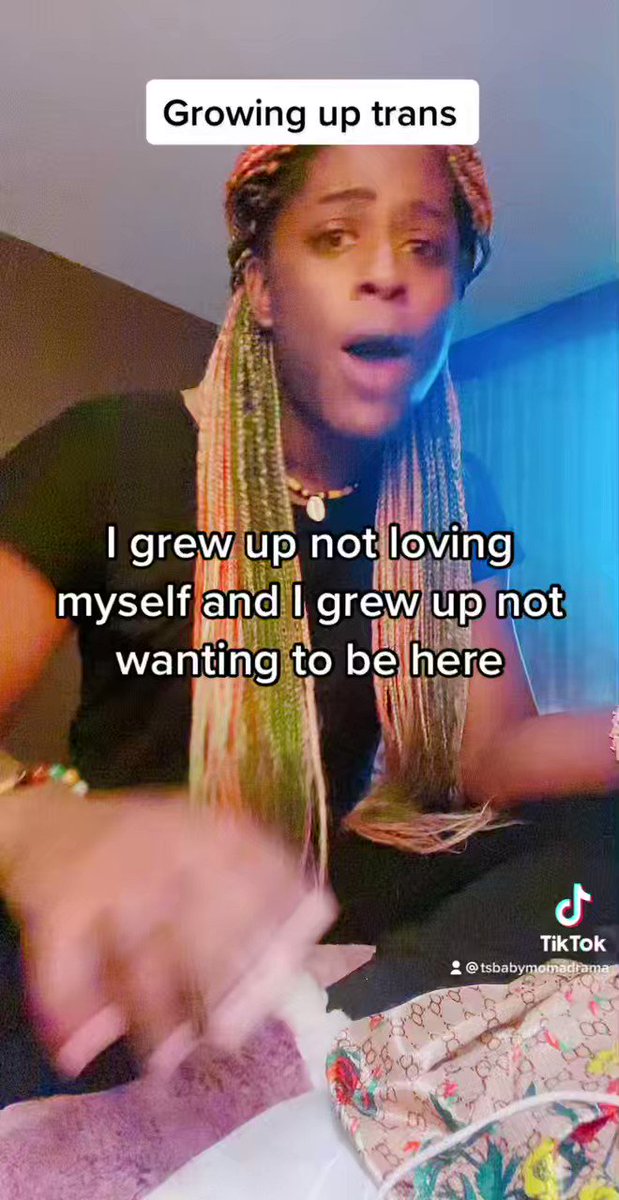 Growing up trans
I grew up not loving
myself and I grew up not
wanting to be here
TikTok
@tsbabymomadrama